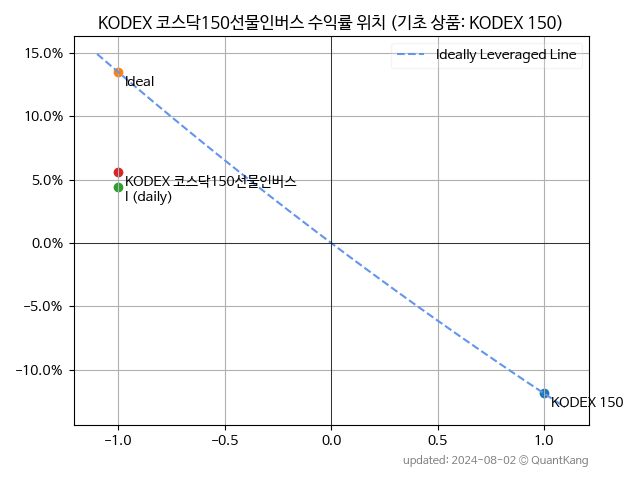 KODEX 코스닥150선물인버스 수익률 위치 (기초 상품: KODEX 150)
Ideally Leveraged Line
15.0%
Ideal
10.0%
5.0%
KODEX 코스닥150선물인버스
I (daily)
0.0%
−5.0%
−10.0%
KODEX 150
−1.0
−0.5
0.0
0.5
1.0
updated: 2024-08-02 © QuantKang